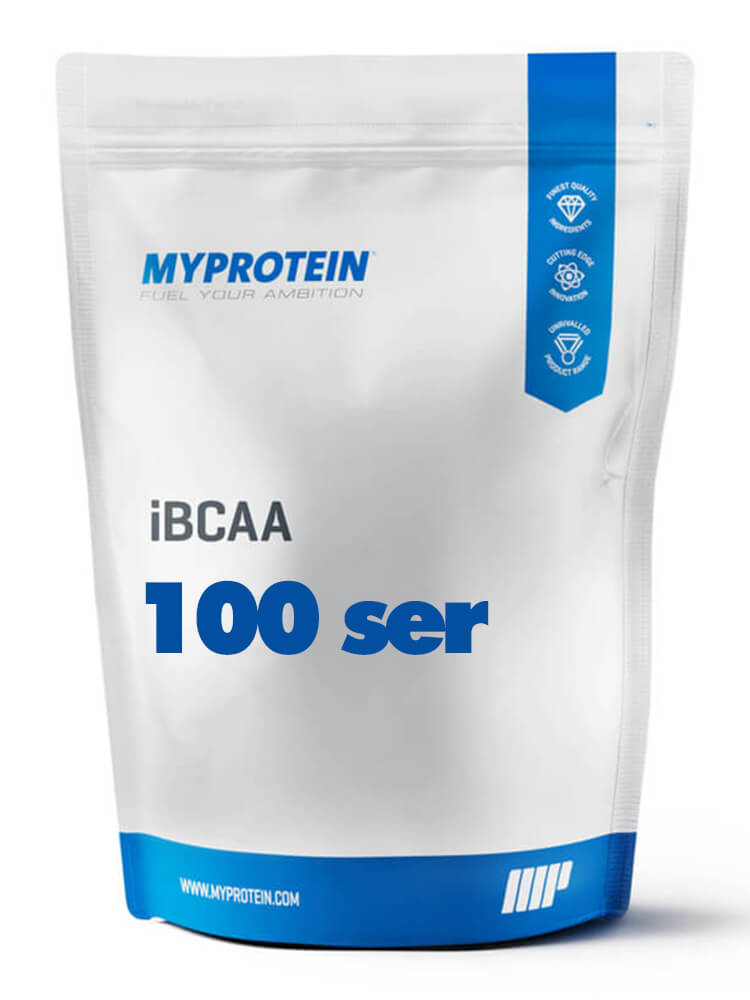 FINEST QUALITY
INGREDIENTS
CUTTING EDGE
INNOVATION
UNRIVALLED
PRODUCT RANGE
MYPROTEIN
FUEL YOUR AMBITION
iBCAA
100 ser
WWW.MYPROTEIN.COM
MP